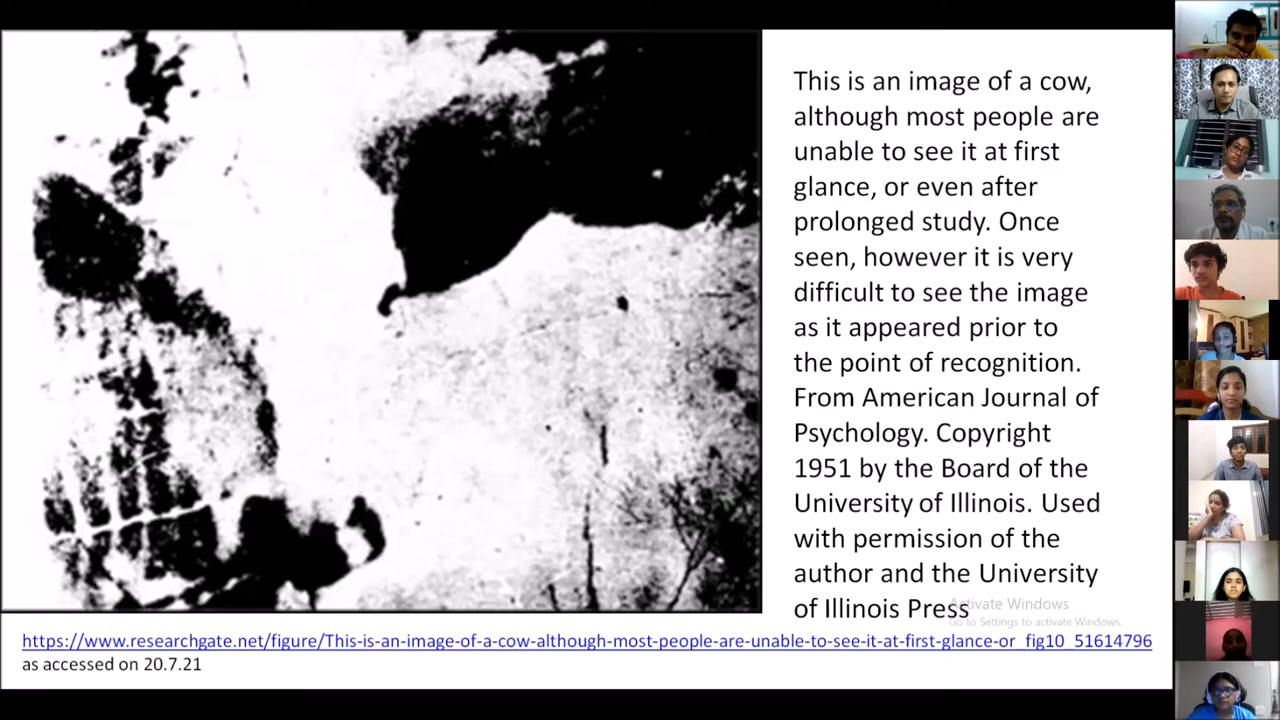 This is an image of a cow,
although most people are
unable to see it at first
glance, or even after
prolonged study. Once
seen, however it is very
difficult to see the image
as it appeared prior to
the point of recognition.
From American Journal of
Psychology. Copyright
1951 by the Board of the
University of Illinois. Used
with permission of the
author and the University
of Illinois Press
Activate Windows
Go to Settings to activate Windows.
https://www.researchgate.net/figure/This-is-an-image-of-a-cow-although-most-people-are-unable-to-see-it-at-first-glance-or_fig10_51614796
as accessed on 20.7.21